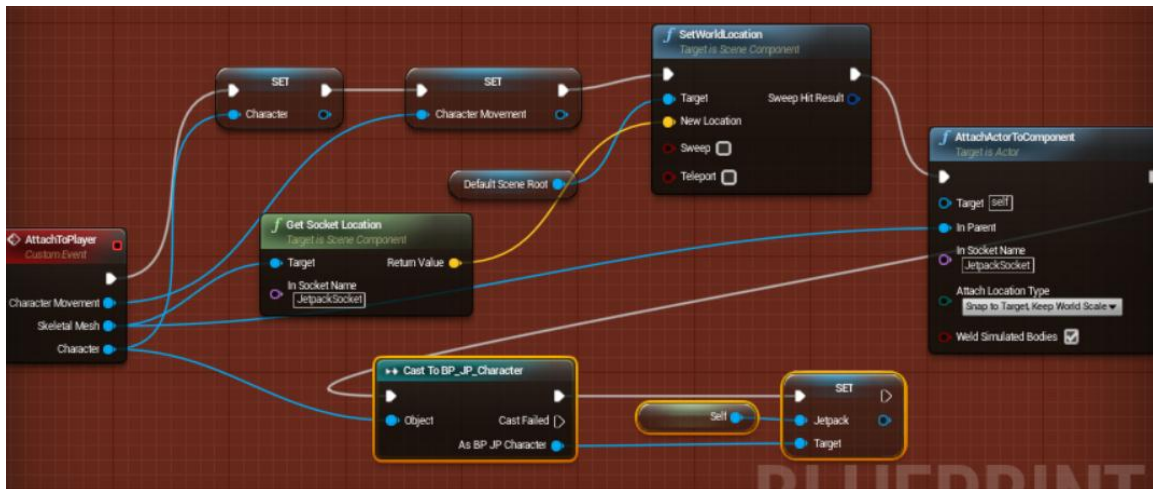 AttachToPlayer
Custom Event
Character Movement
Skeletal Mesh
Character
SET
Character
SET
Character Movement
Default Scene Root
f Get Socket Location
Target is Scene Component
Target
Return Value
In Socket Name
JetpackSocket
f SetWorldLocation
Target is Scene Component
Target
Sweep Hit Result
New Location
Sweep
Teleport
f AttachActorToComponent
Target is Actor
Target self
In Parent
In Socket Name
JetpackSocket
Attach Location Type
Snap to Target, Keep World Scale
Weld Simulated Bodies
Cast To BP_JP_Character
Object
Cast Failed
As BP JP Character
Self
SET
Jetpack
Target
BLUEPRINT